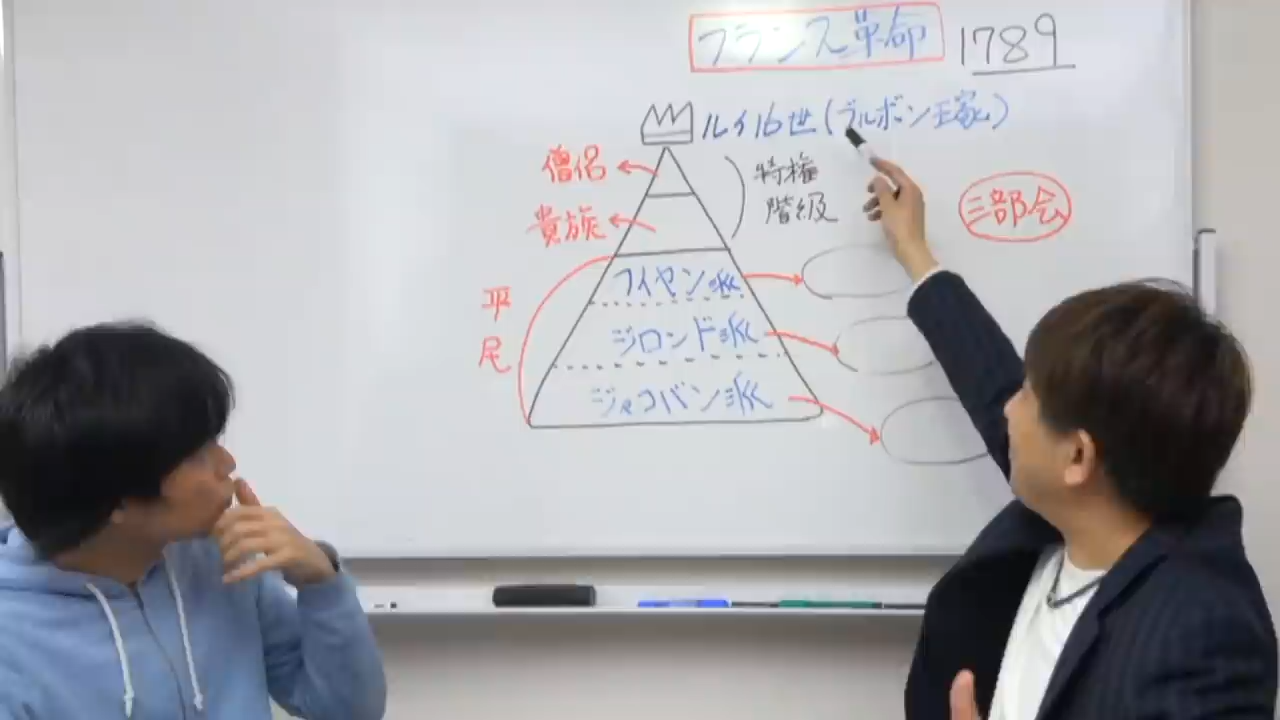 フランス革命 1789
ルイ16世(ブルボン王家)
僧侶
特権
階級
貴族
三部会
フイヤン派
平
民
ジロンド派
ジャコバン派